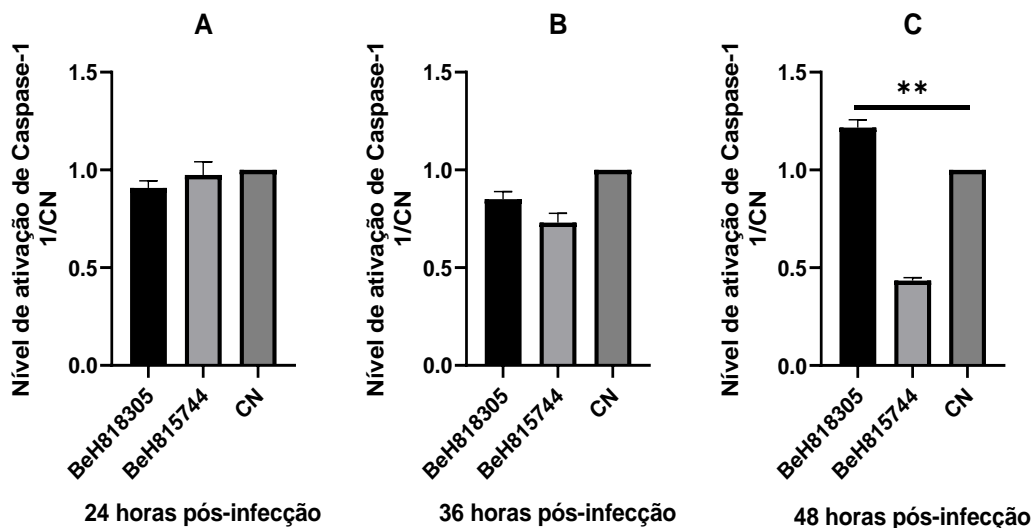 A
Nível de ativação de Caspase-1
1/CN
1.5
1.0
0.5
0.0
BeH818305
BeH815744
CN
24 horas pós-infecção
B
Nível de ativação de Caspase-1
1/CN
1.5
1.0
0.5
0.0
BeH818305
BeH815744
CN
36 horas pós-infecção
C
Nível de ativação de Caspase-1
1/CN
1.5
1.0
0.5
0.0
**
BeH818305
BeH815744
CN
48 horas pós-infecção